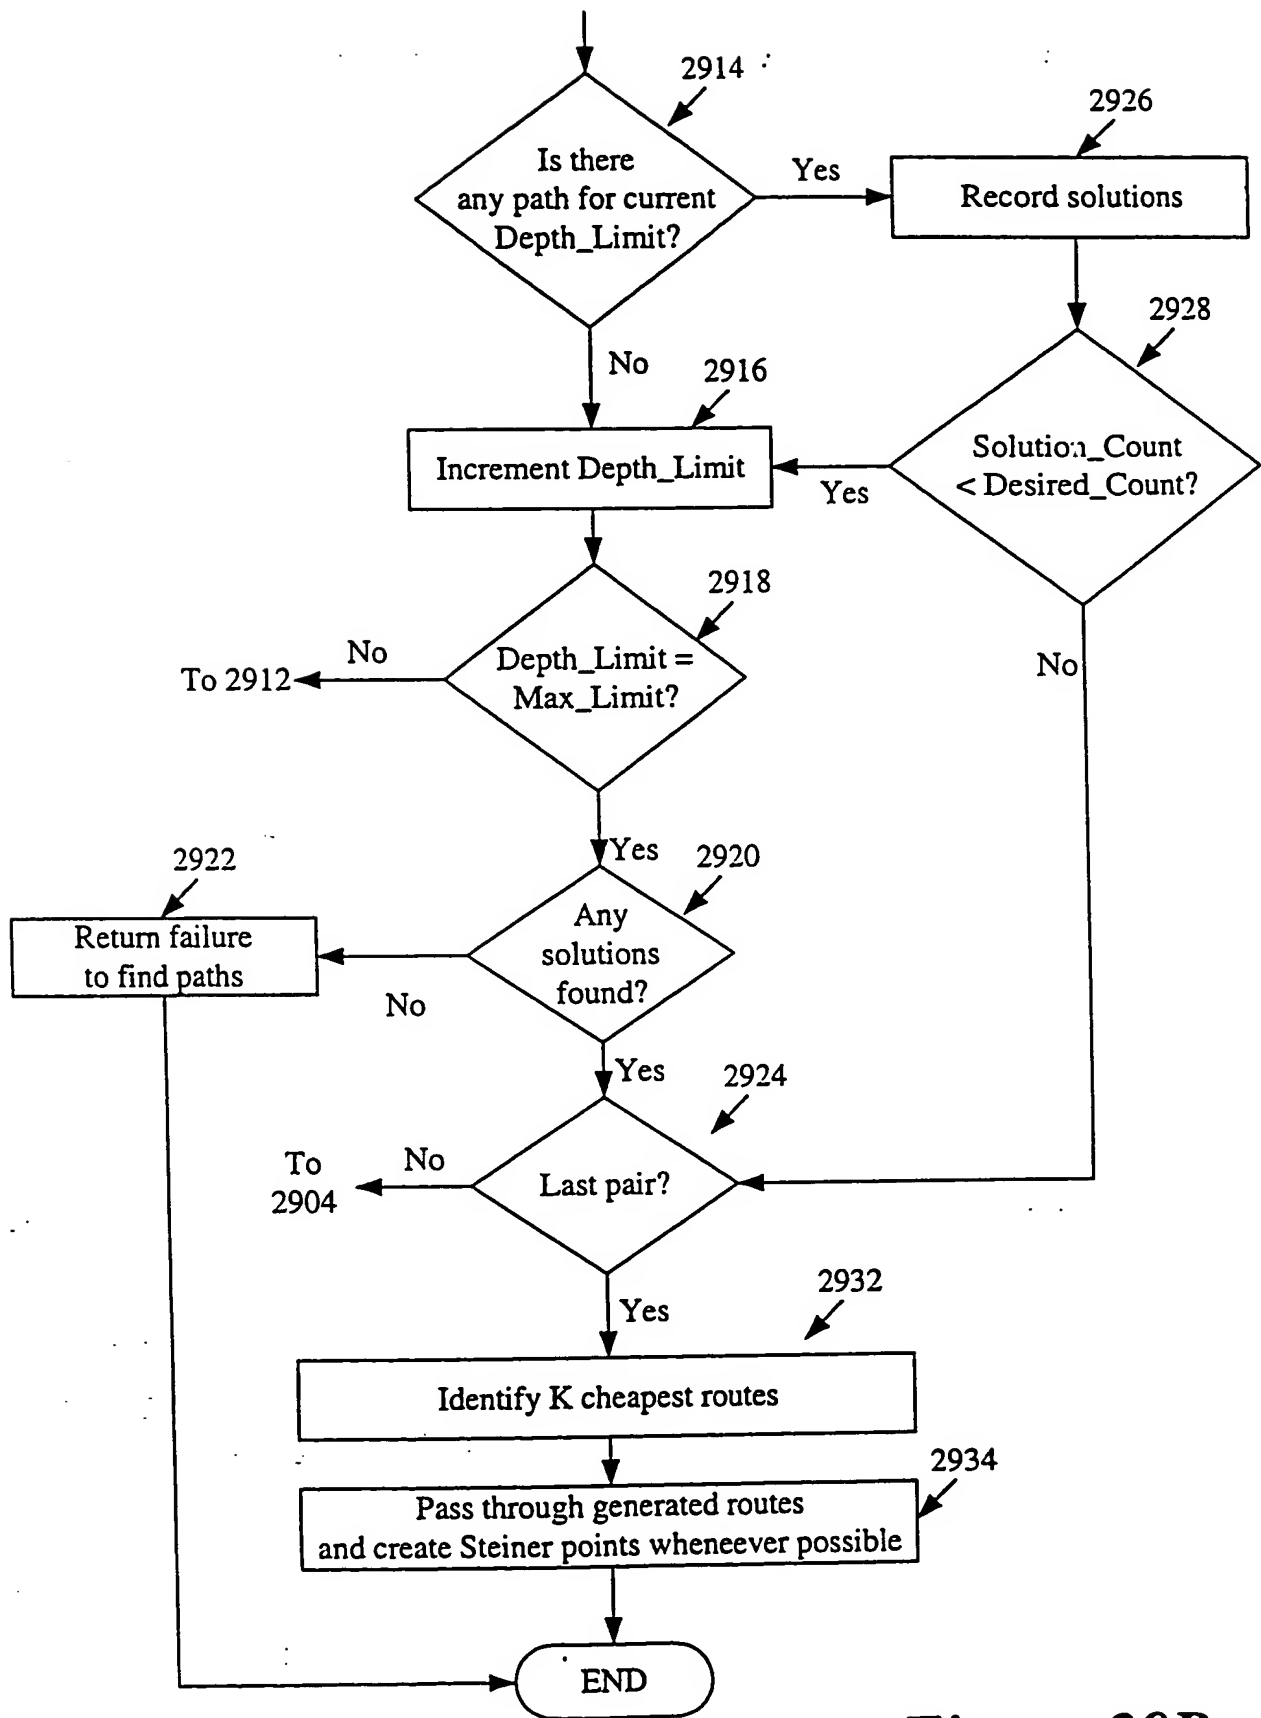 2914
Is there
any path for current
Depth_Limit?
Yes
2926
Record solutions
No
2916
Increment Depth_Limit
2928
Solution_Count
< Desired_Count?
Yes
No
2918
Depth_Limit =
Max_Limit?
No
To 2912
Yes
2920
Any
solutions
found?
2922
Return failure
to find paths
No
Yes
2924
Last pair?
No
To
2904
Yes
2932
Identify K cheapest routes
2934
Pass through generated routes
and create Steiner points wheneever possible
END